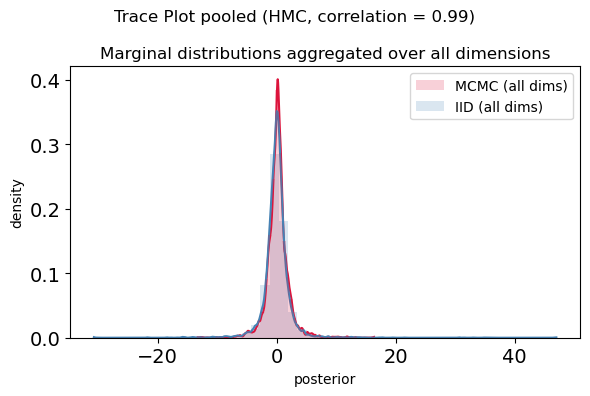 Trace Plot pooled (HMC, correlation = 0.99)
Marginal distributions aggregated over all dimensions
MCMC (all dims)
IID (all dims)
density
0.4
0.3
0.2
0.1
0.0
−20
0
20
40
posterior